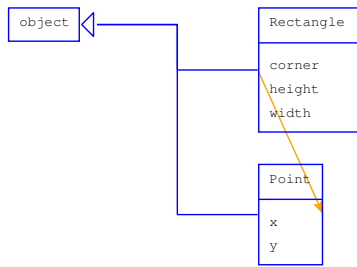 object
Rectangle
corner
height
width
Point
x
y